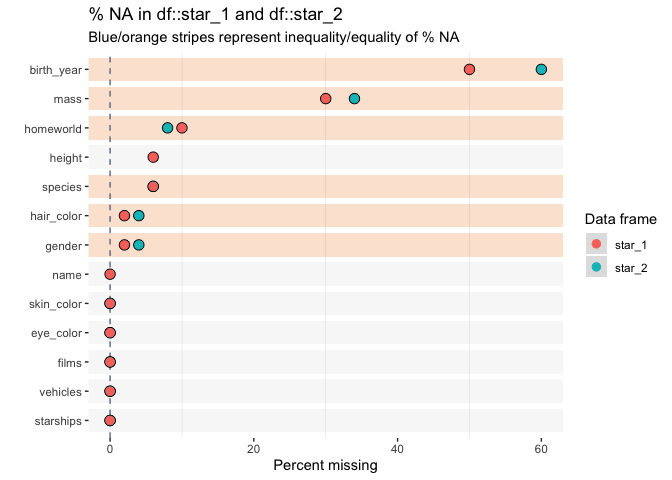 % NA in df::star_1 and df::star_2
Blue/orange stripes represent inequality/equality of % NA
birth_year
mass
homeworld
height
species
hair_color
gender
name
skin_color
eye_color
films
vehicles
starships
0
20
40
60
Percent missing
Data frame
star_1
star_2